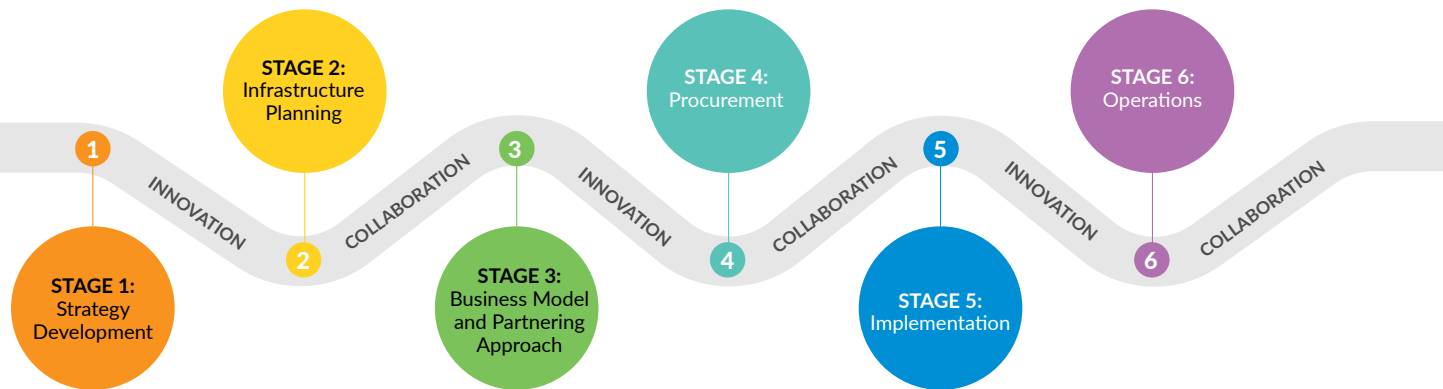 STAGE 1:
Strategy
Development
1
INNOVATION
STAGE 2:
Infrastructure
Planning
2
COLLABORATION
3
STAGE 3:
Business Model
and Partnering
Approach
INNOVATION
STAGE 4:
Procurement
4
COLLABORATION
5
STAGE 5:
Implementation
INNOVATION
STAGE 6:
Operations
6
COLLABORATION